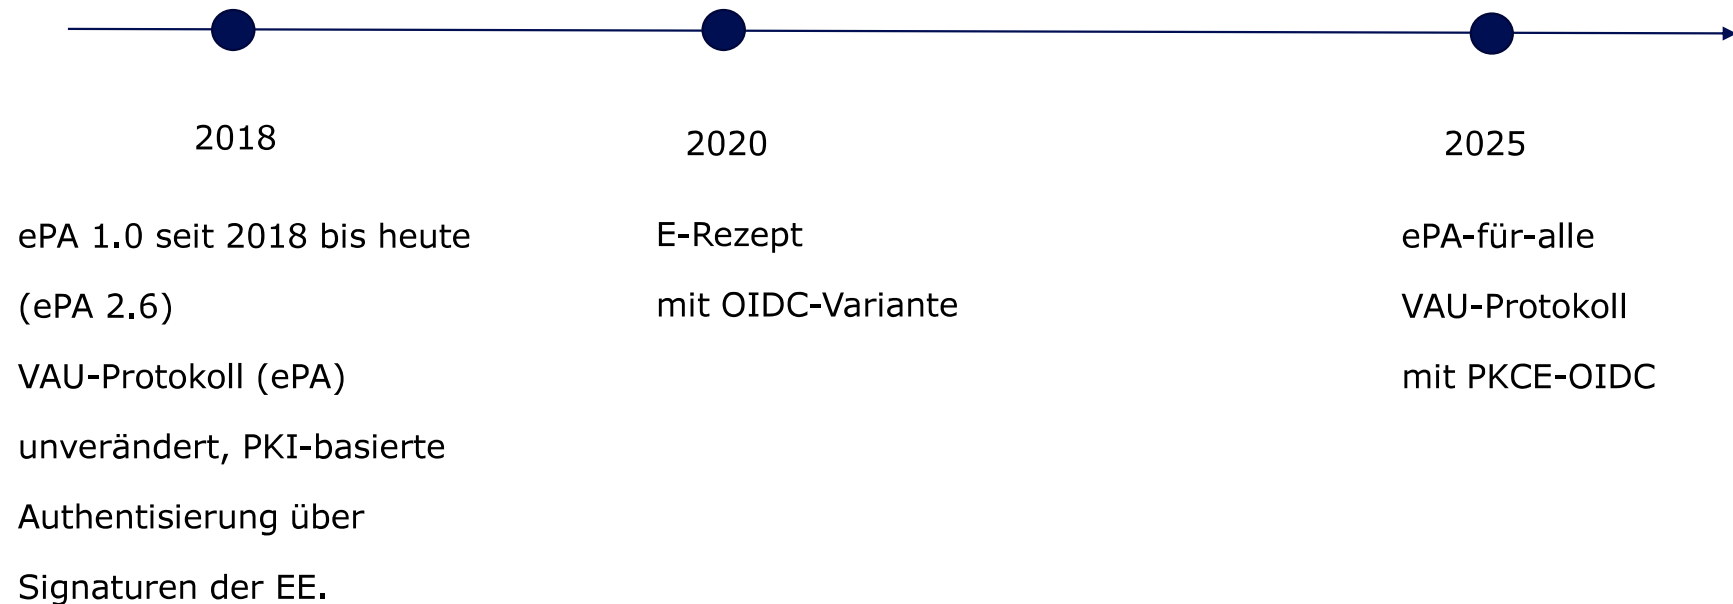 2018
2020
2025
ePA 1.0 seit 2018 bis heute
(ePA 2.6)
VAU-Protokoll (ePA)
unverändert, PKI-basierte
Authentisierung über
Signaturen der EE.
E-Rezept
mit OIDC-Variante
ePA-für-alle
VAU-Protokoll
mit PKCE-OIDC